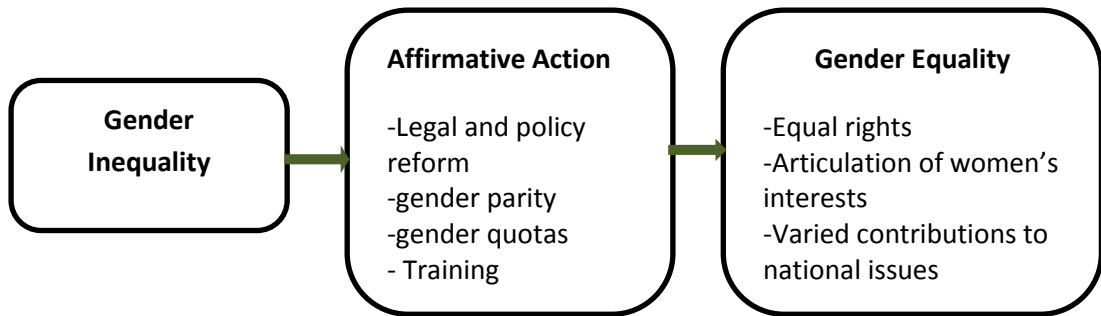 Gender
Inequality
Affirmative Action
-Legal and policy
reform
-gender parity
-gender quotas
- Training
Gender Equality
-Equal rights
-Articulation of women’s
interests
-Varied contributions to
national issues